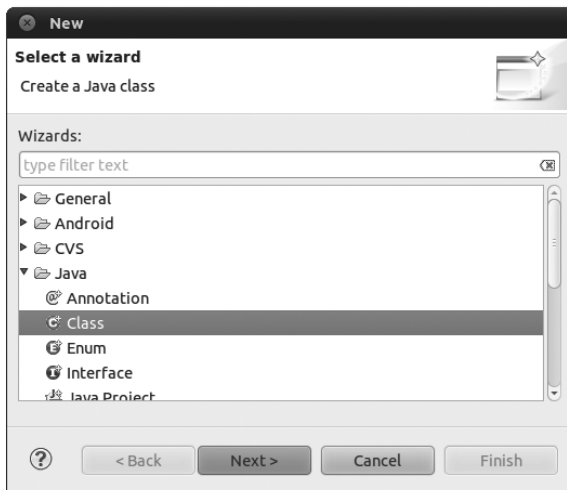 New
Select a wizard
Create a Java class
Wizards:
type filter text
General
Android
CVS
Java
Annotation
Class
Enum
Interface
Java Project
? < Back Next > Cancel Finish